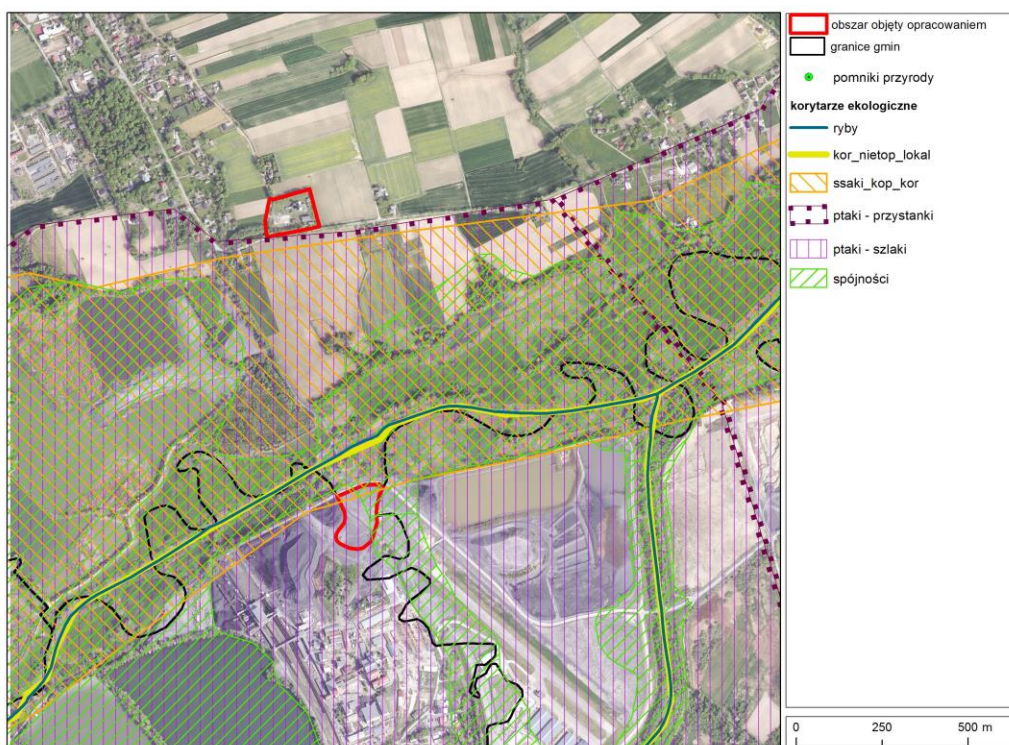 obszar objęty opracowaniem
granice gmin
pomniki przyrody
korytarze ekologiczne
ryby
kor_nietop_lokal
ssaki_kop_kor
ptaki - przystanki
ptaki - szlaki
spójności
0 250 500 m